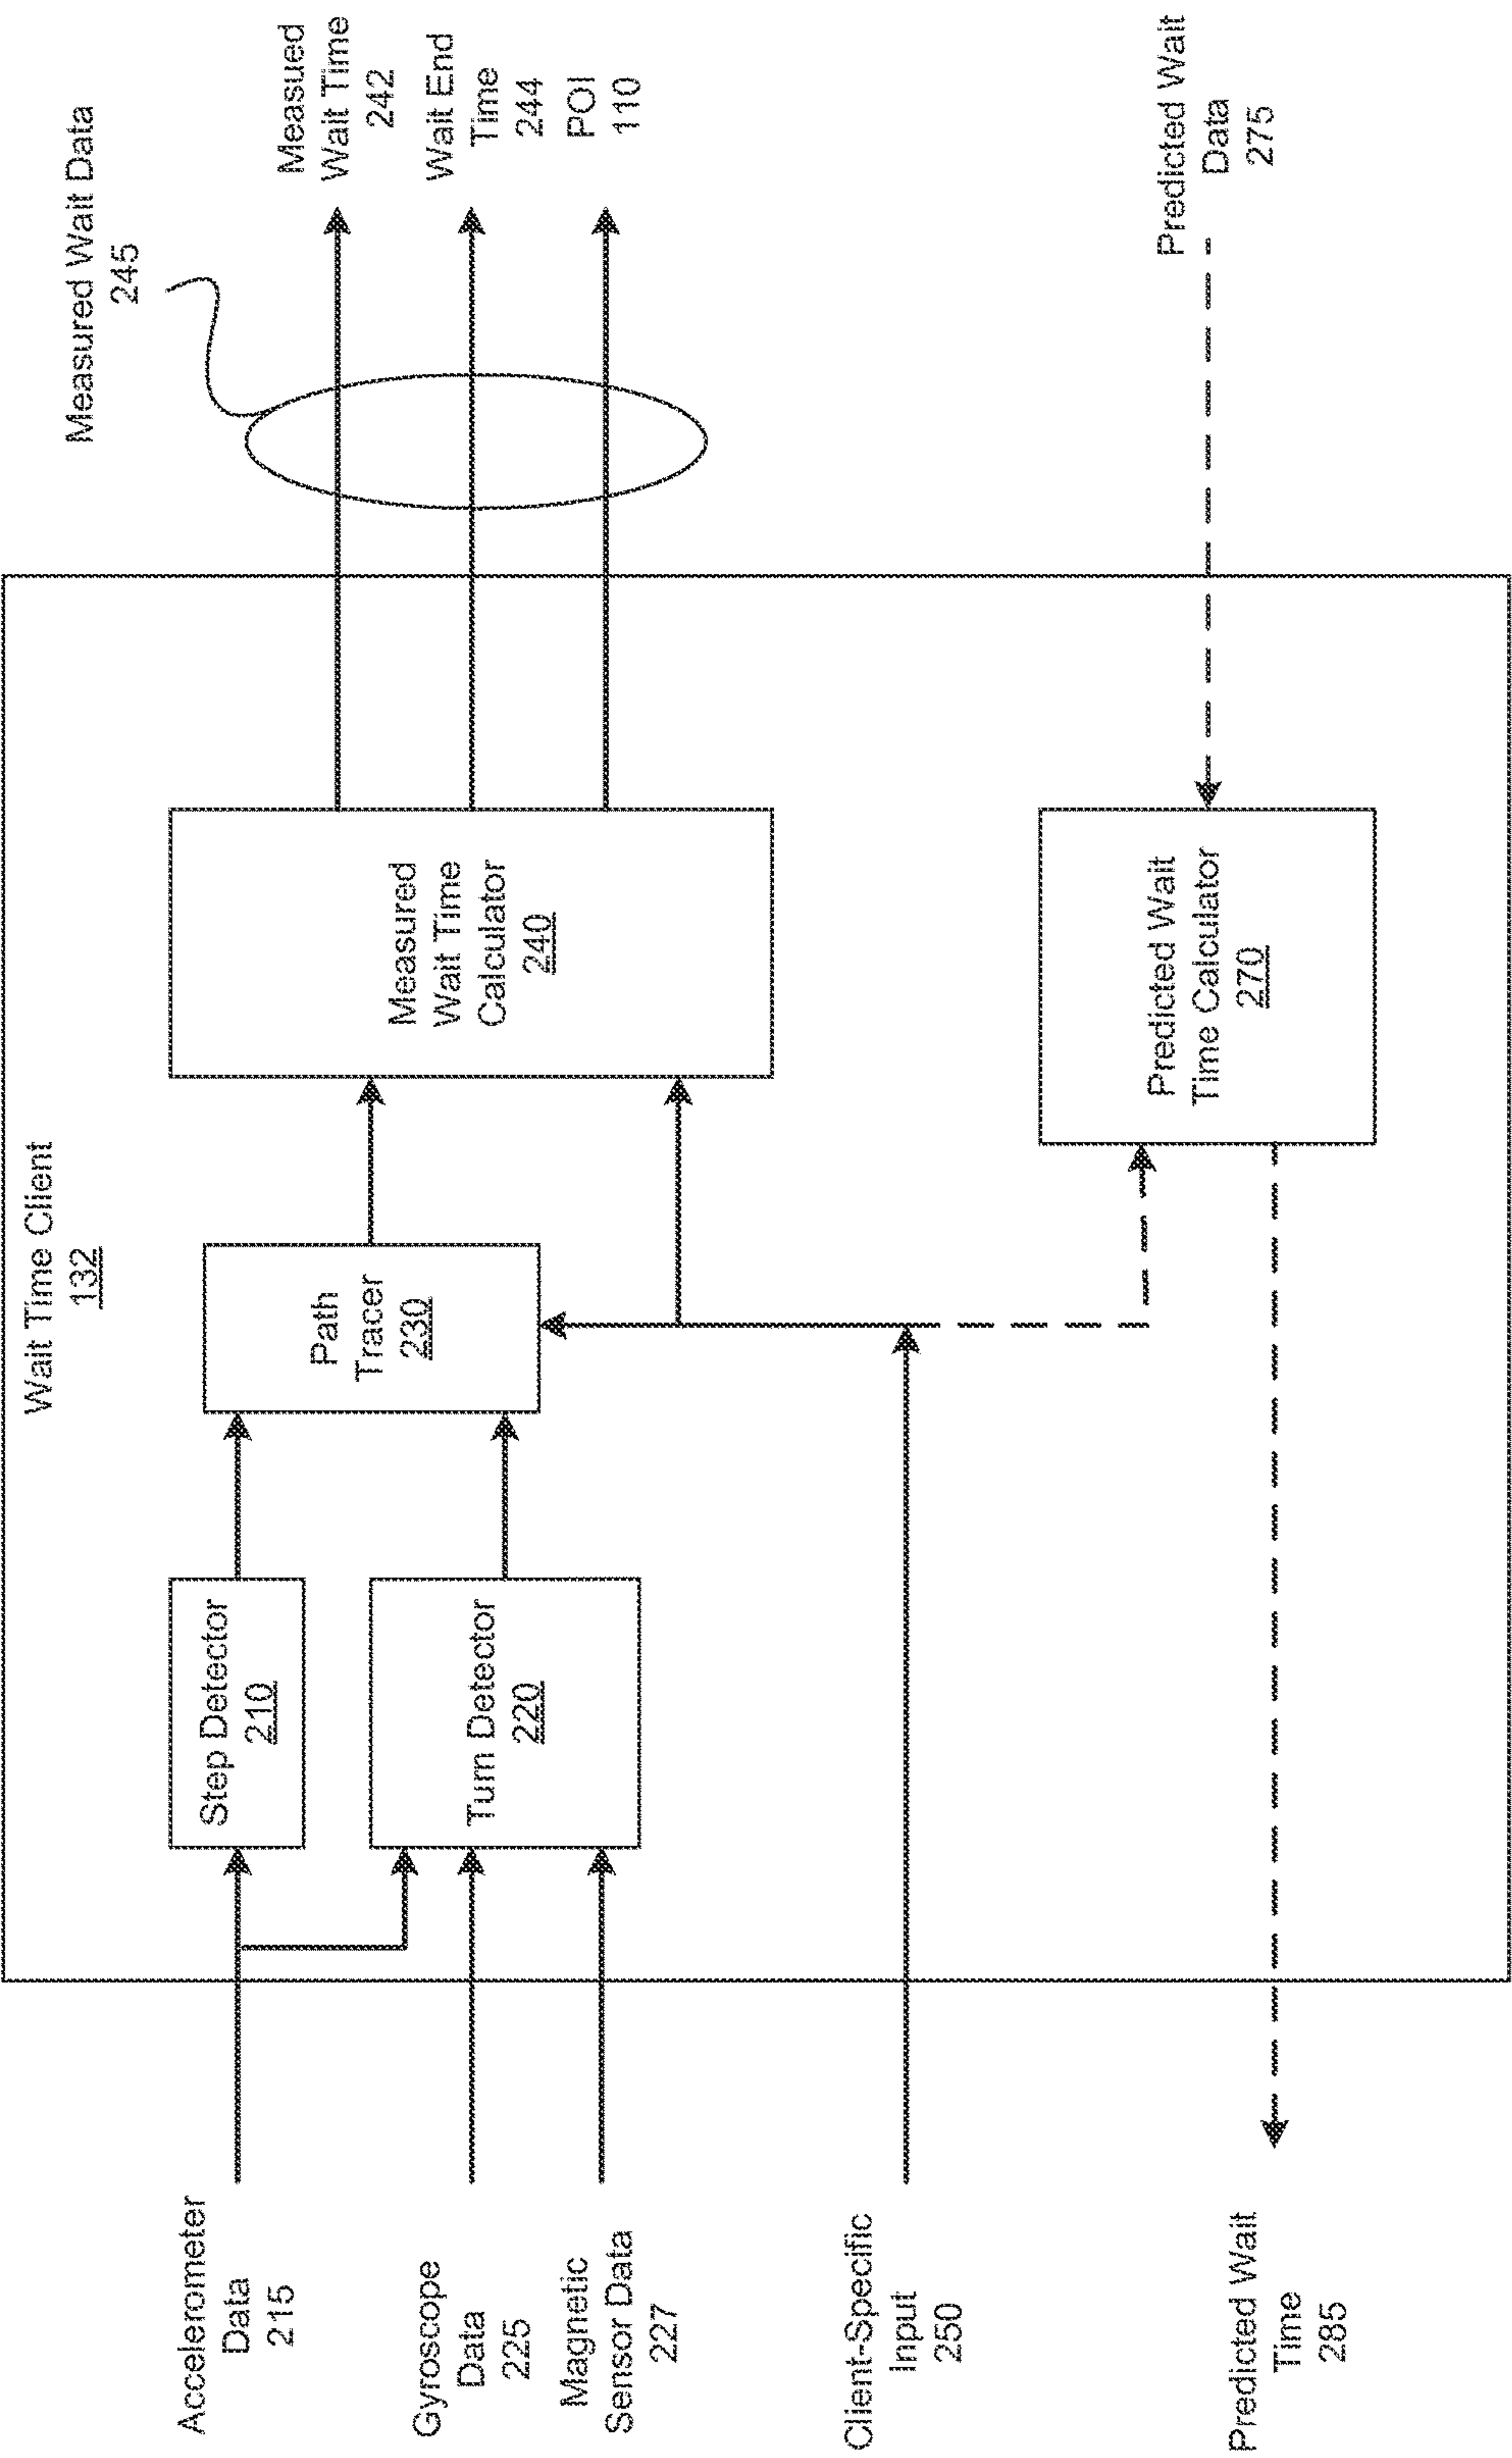 Wait Time Client
132
Accelerometer
Data
215
Gyroscope
Data
225
Magnetic
Sensor Data
227
Client-Specific
Input
250
Predicted Wait
Time
285
Step Detector
210
Turn Detector
220
Path
Tracer
230
Measured
Wait Time
Calculator
240
Predicted Wait
Time Calculator
270
Measured Wait Data
245
Measued
Wait Time
242
Wait End
Time
244
POI
110
Predicted Wait
Data
275